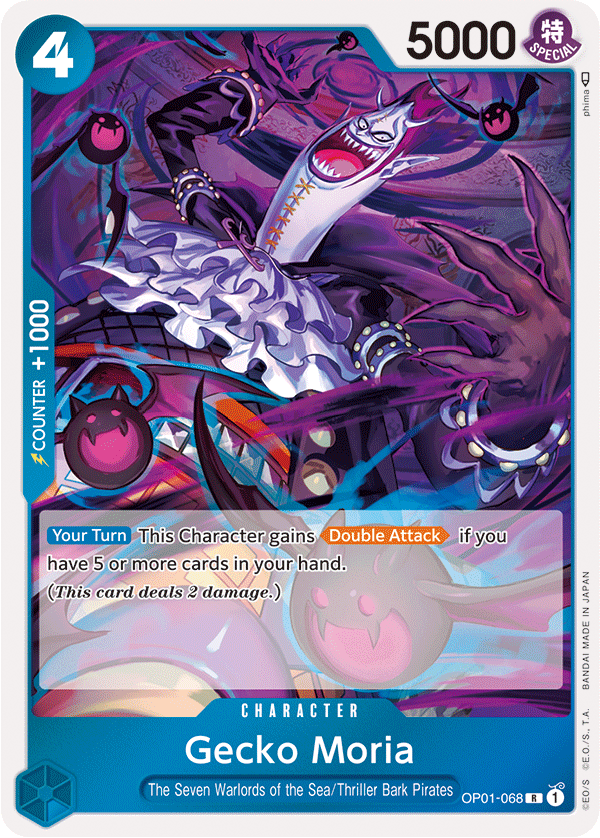 4
5000
特
SPECIAL
phima
COUNTER +1000
Your Turn This Character gains Double Attack if you
have 5 or more cards in your hand.
(This card deals 2 damage.)
CHARACTER
Gecko Moria
The Seven Warlords of the Sea/Thriller Bark Pirates
OP01-068 R 1
©E.O/S ©E.O./S., T.A. BANDAI MADE IN JAPAN